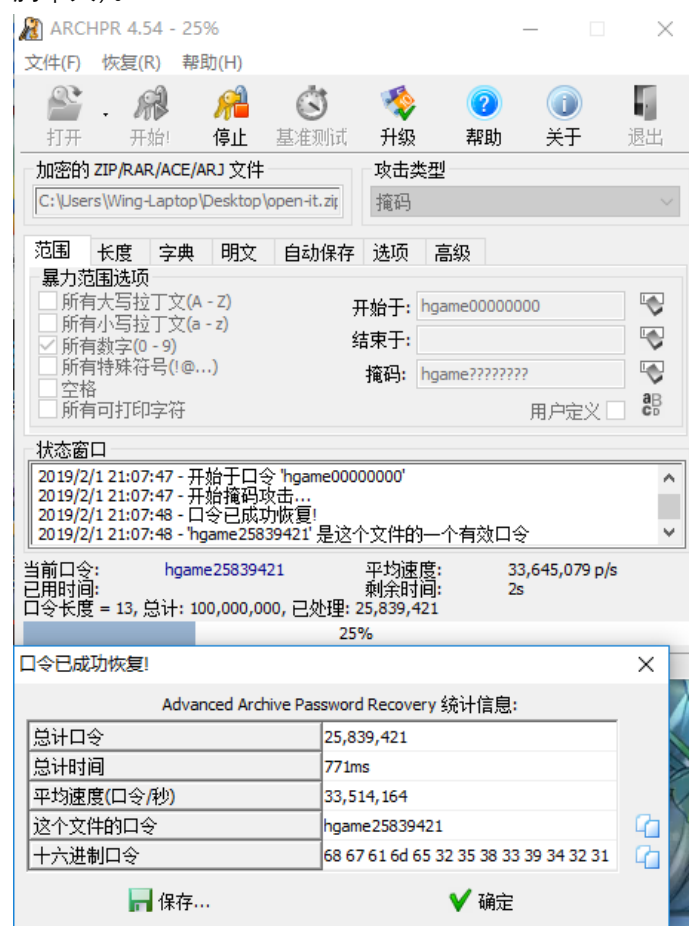 ARCHPR 4.54 - 25%
文件(F) 恢复(R) 帮助(H)
打开 开始! 停止 基准测试 升级 帮助 关于 退出
加密的 ZIP/RAR/ACE/ARJ 文件 攻击类型
C:\Users\Wing-Laptop\Desktop\open-it.zip 掩码
范围 长度 字典 明文 自动保存 选项 高级
暴力范围选项
所有大写拉丁文(A - Z) 开始于: hgame00000000
所有小写拉丁文(a - z)
所有数字(0 - 9) 结束于:
所有特殊符号(!@...) 掩码: hgame????????
空格
所有可打印字符 用户定义
状态窗口
2019/2/1 21:07:47 - 开始于口令 'hgame00000000'
2019/2/1 21:07:47 - 开始掩码攻击...
2019/2/1 21:07:48 - 口令已成功恢复!
2019/2/1 21:07:48 - 'hgame25839421' 是这个文件的一个有效口令
当前口令: hgame25839421 平均速度: 33,645,079 p/s
已用时间: 剩余时间: 2s
口令长度 = 13, 总计: 100,000,000, 已处理: 25,839,421
25%
口令已成功恢复!
Advanced Archive Password Recovery 统计信息:
总计口令 25,839,421
总计时间 771ms
平均速度(口令/秒) 33,514,164
这个文件的口令 hgame25839421
十六进制口令 68 67 61 6d 65 32 35 38 33 39 34 32 31
保存... 确定